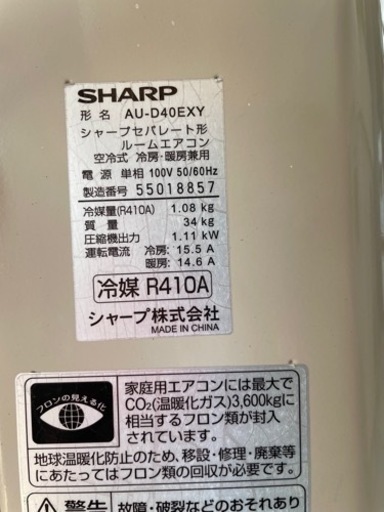 SHARP
形名 AU-D40EXY
シャープセパレート形
ルームエアコン
空冷式 冷房・暖房兼用
電源 単相 100V 50/60Hz
製造番号 55018857
冷媒量(R410A) 1.08 kg
質量 34 kg
圧縮機出力 1.11 kW
運転電流 冷房: 15.5 A
暖房: 14.6 A
冷媒 R410A
シャープ株式会社
MADE IN CHINA
フロンの見える化
家庭用エアコンには最大で
CO₂(温暖化ガス)3,600kgに
相当するフロン類が封入
されています。
地球温暖化防止のため、移設・修理・廃棄等
にあたってはフロン類の回収が必要です。
警告 故障・破裂などのおそれあり